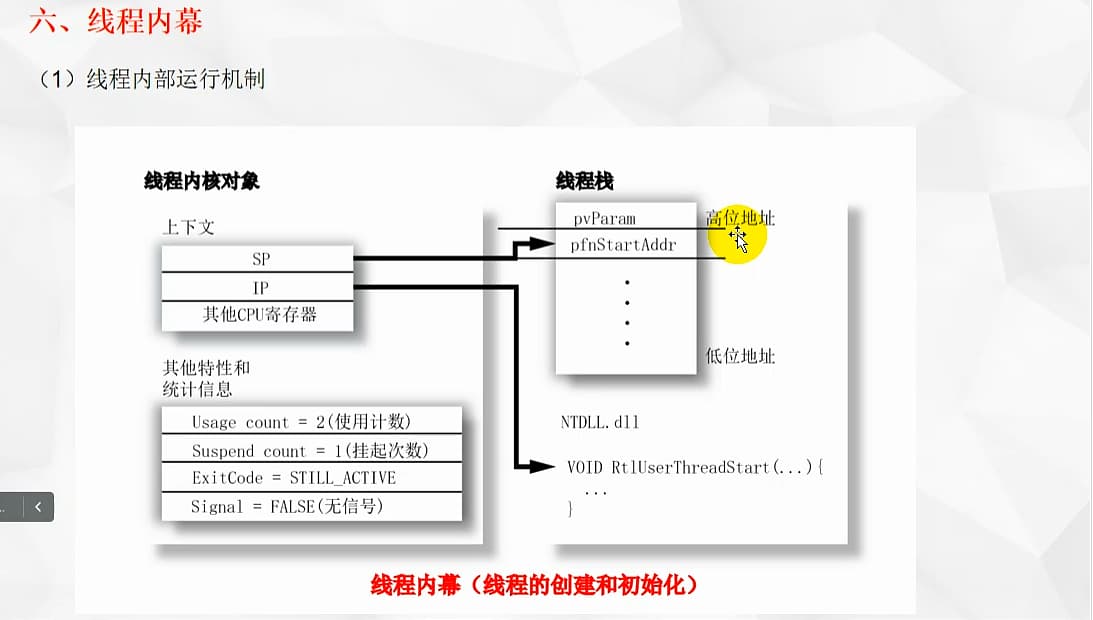 六、线程内幕
（1）线程内部运行机制
线程内核对象
上下文
SP
IP
其他CPU寄存器
其他特性和
统计信息
Usage count = 2(使用计数)
Suspend count = 1(挂起次数)
ExitCode = STILL_ACTIVE
Signal = FALSE(无信号)
线程栈
pvParam
高位地址
pfnStartAddr
低位地址
NTDLL.dll
VOID RtlUserThreadStart(...){
...
}
线程内幕（线程的创建和初始化）